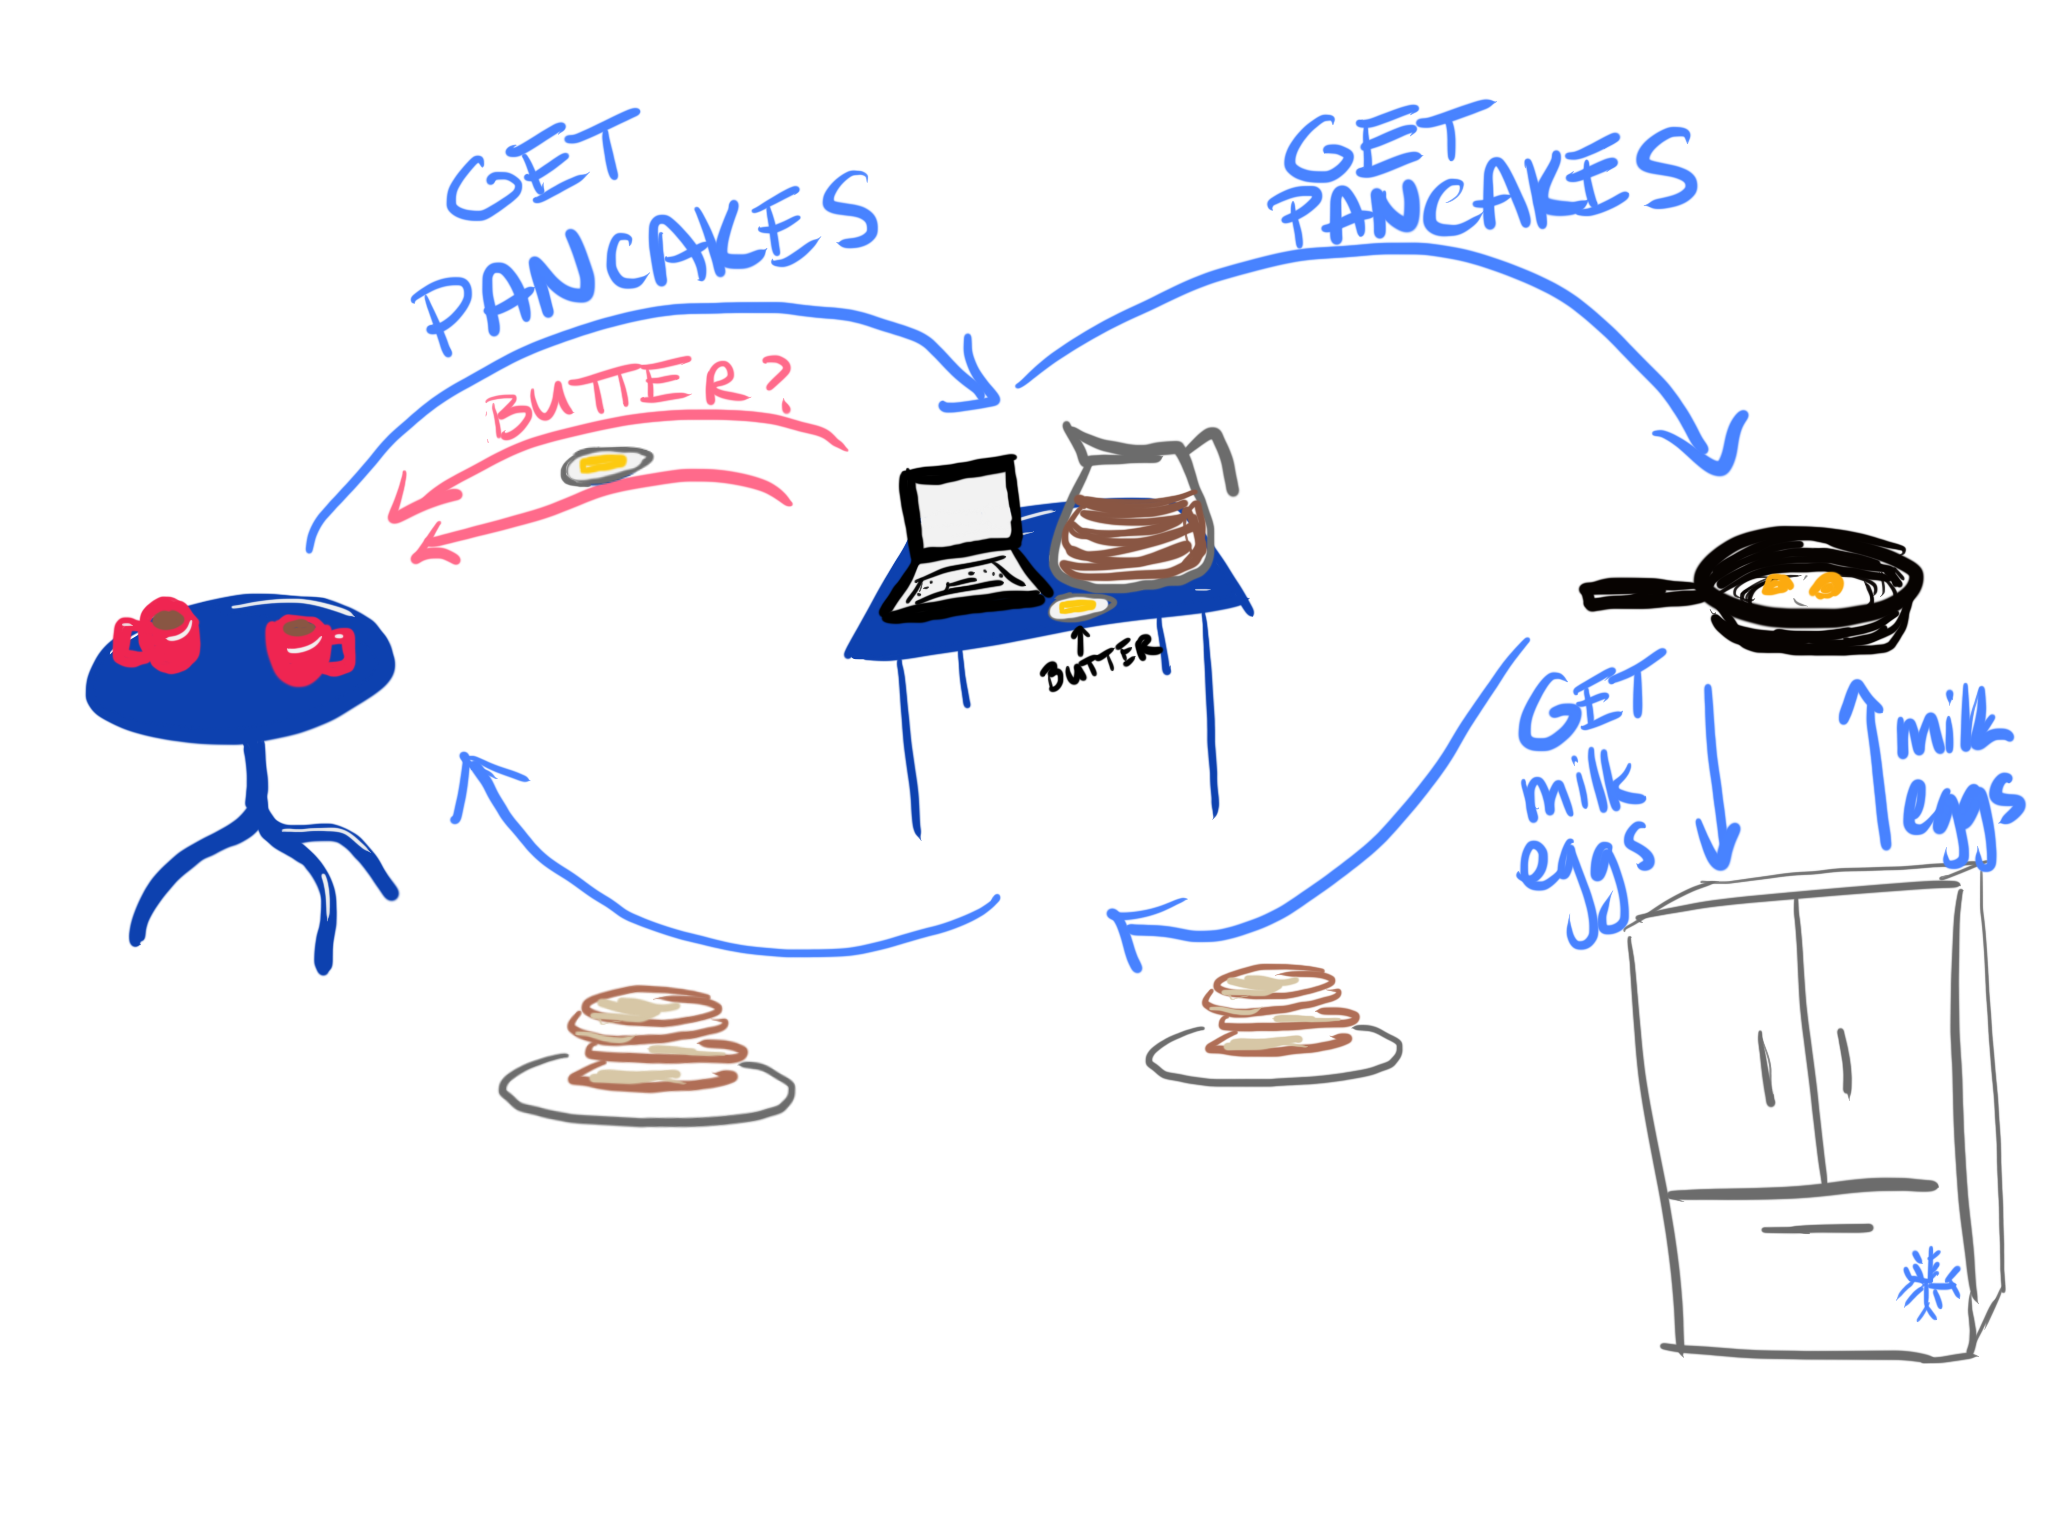 GET
PANCAKES
BUTTER?
GET
PANCAKES
BUTTER
GET
milk
eggs
milk
eggs